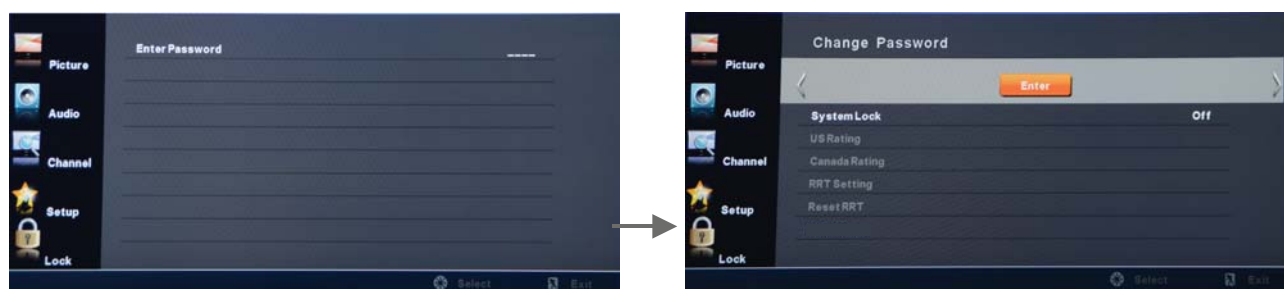 Enter Password
____
Picture
Audio
Channel
Setup
Lock
Select Exit
Change Password
Picture
Enter
Audio
System Lock Off
US Rating
Channel
Canada Rating
RRT Setting
Setup
Reset RRT
Lock
Select Exit